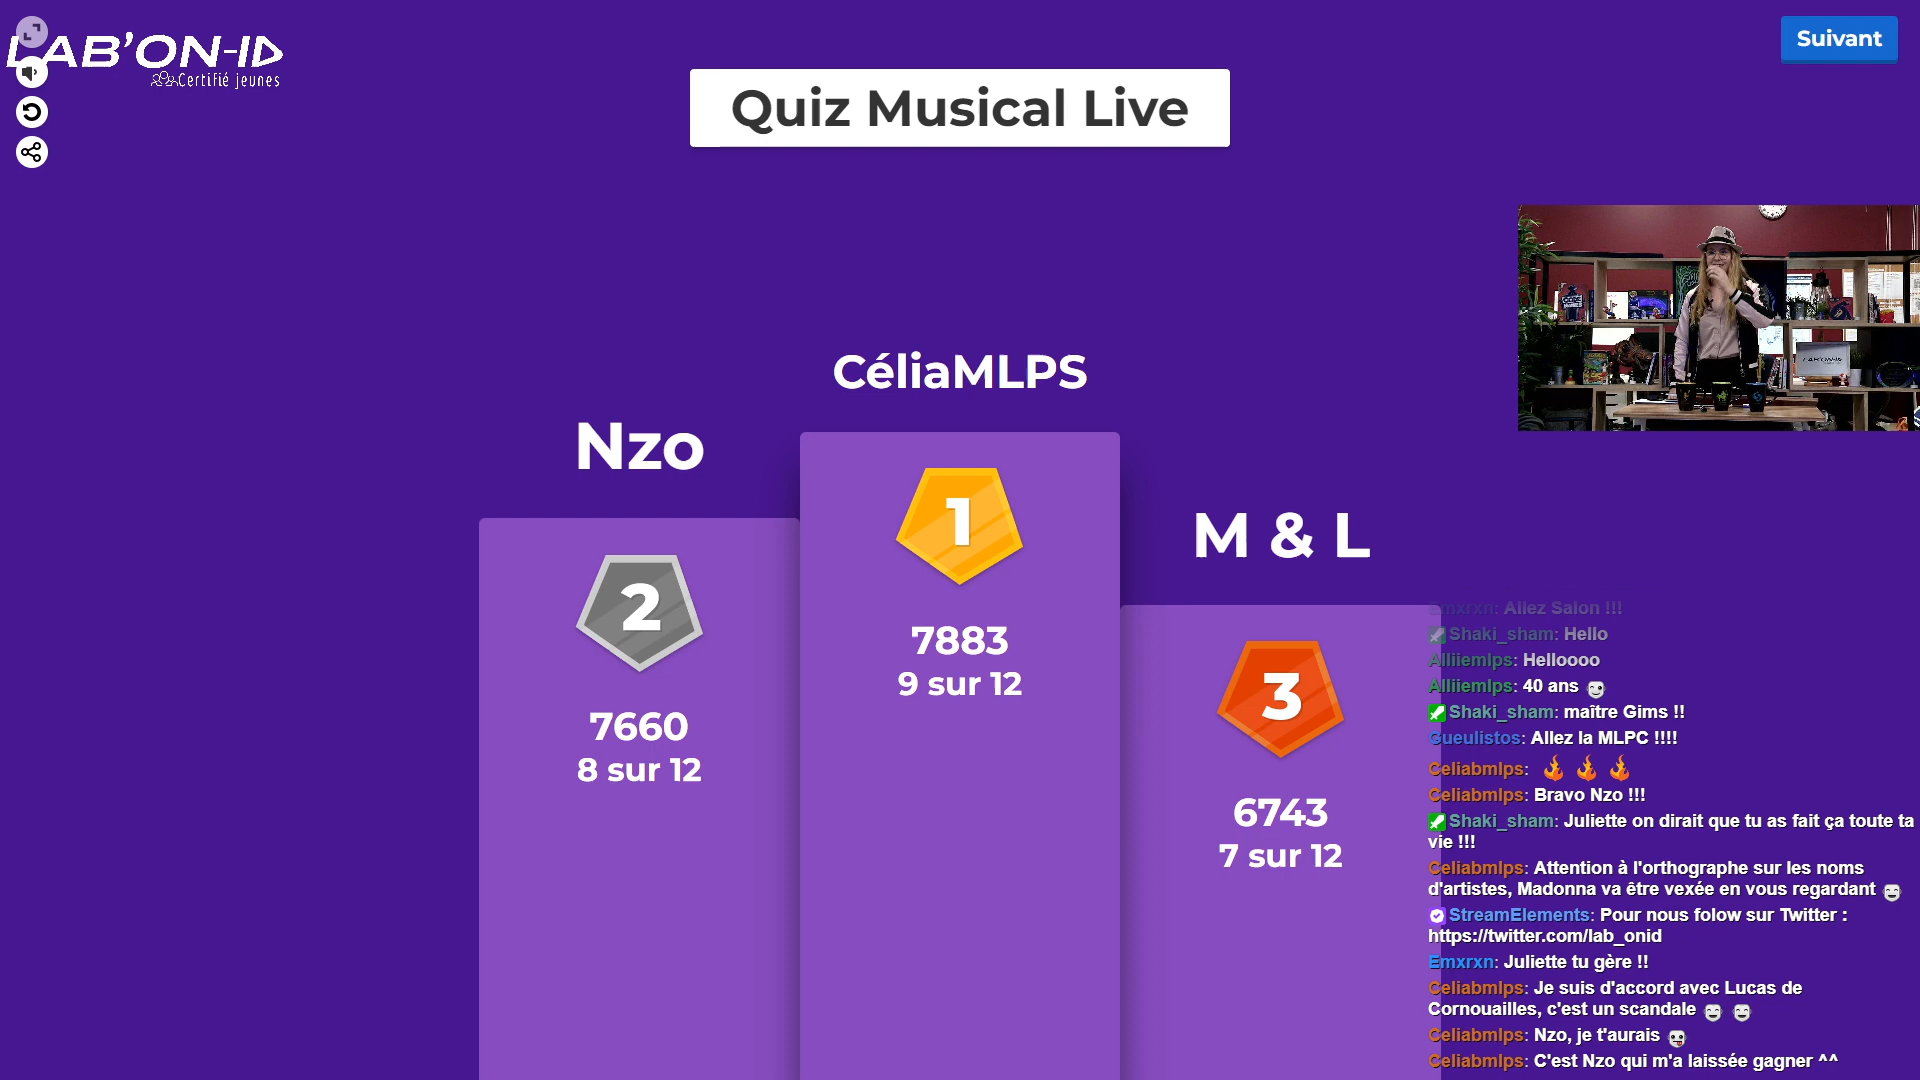 LAB'ON-ID
Certifié jeunes
Suivant
Quiz Musical Live
CéliaMLPS
Nzo
M & L
1
7883
9 sur 12
2
7660
8 sur 12
3
6743
7 sur 12
LAB'ON-ID
Emxrxn: Allez Salon !!!
Shaki_sham: Hello
Alliiemlps: Helloooo
Alliiemlps: 40 ans
Shaki_sham: maître Gims !!
Gueulistos: Allez la MLPC !!!!
Celiabmlps:
Celiabmlps: Bravo Nzo !!!
Shaki_sham: Juliette on dirait que tu as fait ça toute ta
vie !!!
Celiabmlps: Attention à l'orthographe sur les noms
d'artistes, Madonna va être vexée en vous regardant
StreamElements: Pour nous folow sur Twitter :
https://twitter.com/lab_onid
Emxrxn: Juliette tu gère !!
Celiabmlps: Je suis d'accord avec Lucas de
Cornouailles, c'est un scandale
Celiabmlps: Nzo, je t'aurais
Celiabmlps: C'est Nzo qui m'a laissée gagner ^^